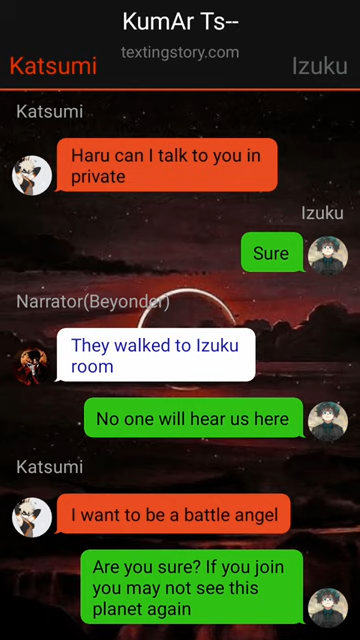 KumAr Ts--
textingstory.com
Katsumi
Izuku
Katsumi
Haru can I talk to you in
private
Izuku
Sure
Narrator(Beyonder)
They walked to Izuku
room
No one will hear us here
Katsumi
I want to be a battle angel
Are you sure? If you join
you may not see this
planet again